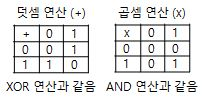 덧셈 연산 (+) 곱셈 연산 (x)
+ 0 1 x 0 1
0 0 1 0 0 0
1 1 0 1 0 1
XOR 연산과 같음 AND 연산과 같음